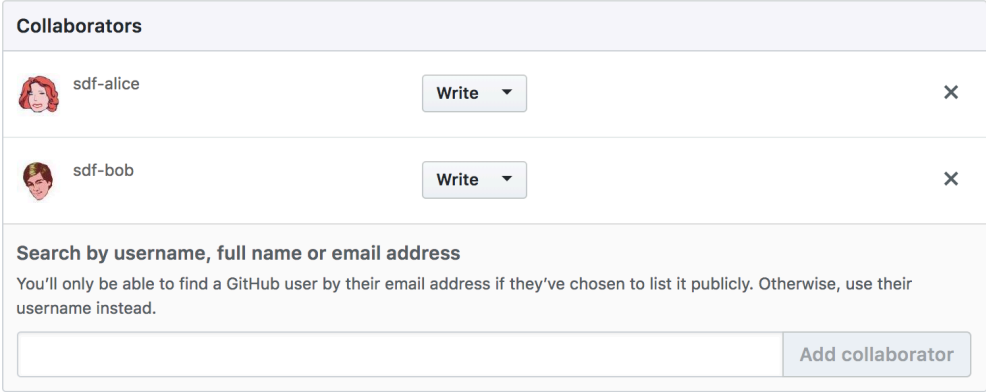 Collaborators
sdf-alice
Write
sdf-bob
Write
Search by username, full name or email address
You’ll only be able to find a GitHub user by their email address if they’ve chosen to list it publicly. Otherwise, use their
username instead.
Add collaborator